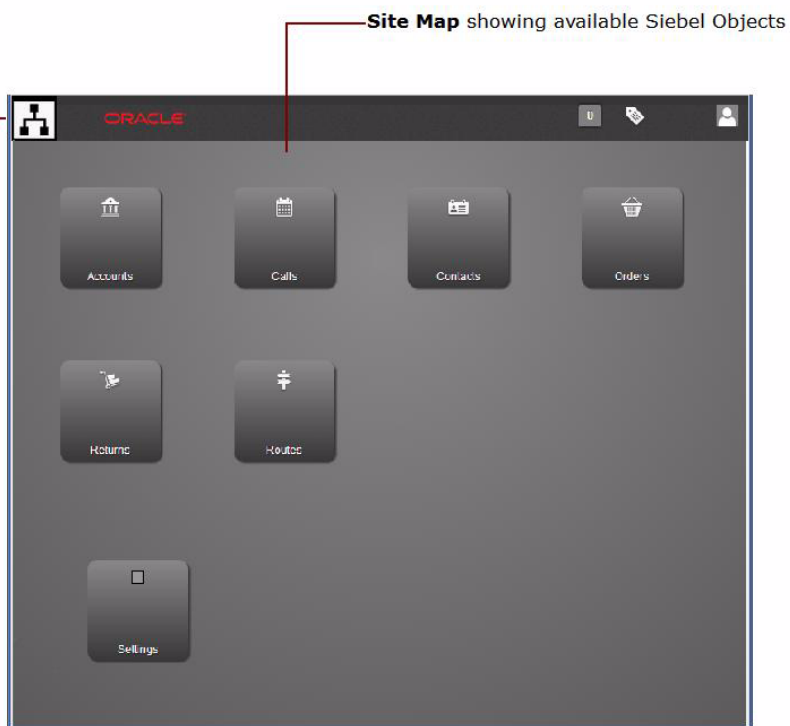 Site Map showing available Siebel Objects
ORACLE
Accounts
Calls
Contacts
Orders
Returns
Routes
Settings